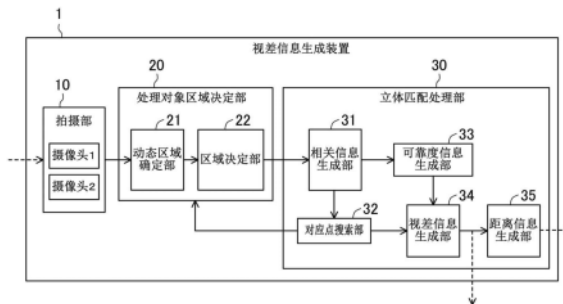 1
视差信息生成装置
10
拍摄部
摄像头1
摄像头2
20
处理对象区域决定部
21
动态区域
确定部
22
区域决定部
30
立体匹配处理部
31
相关信息
生成部
33
可靠度信息
生成部
32
对应点搜索部
34
视差信息
生成部
35
距离信息
生成部